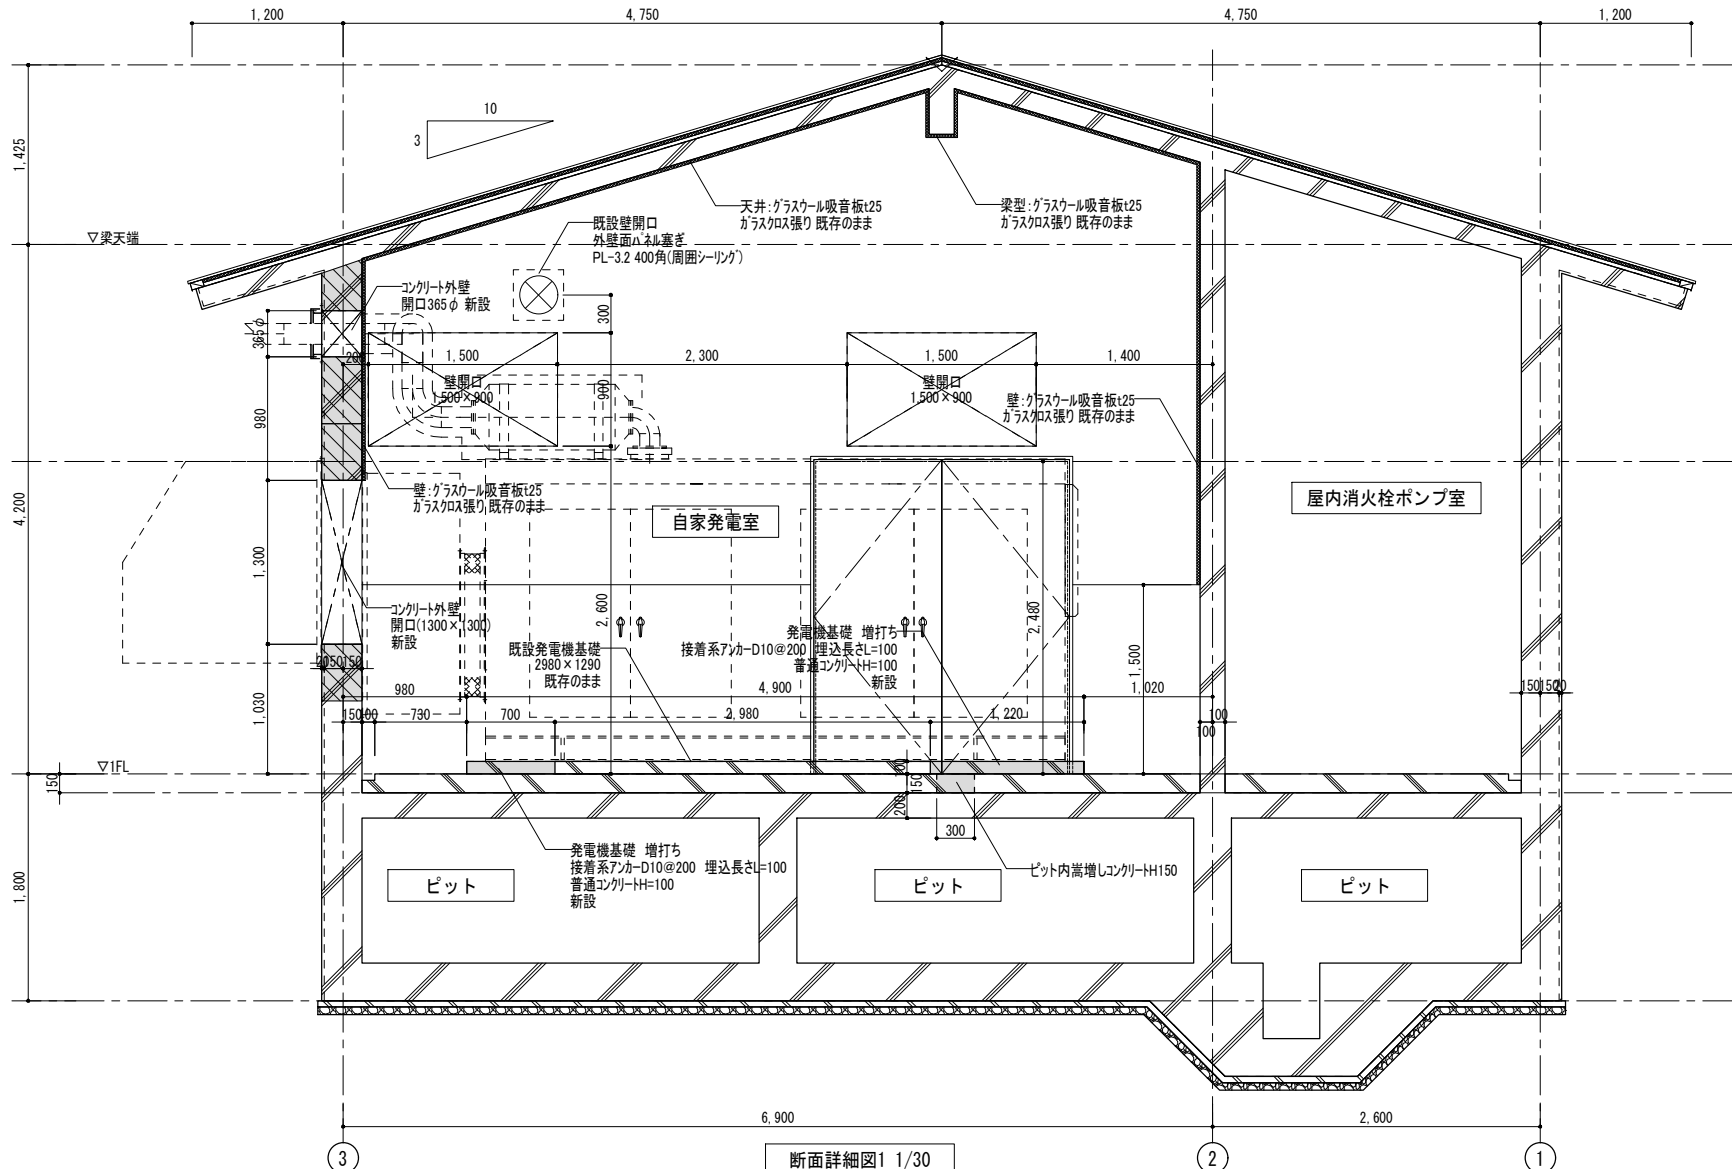 1,200
4,750
4,750
1,200
10
3
1,425
▽梁天端
天井:グラスウール吸音板t25
ガラスクロス張り 既存のまま
梁型:グラスウール吸音板t25
ガラスクロス張り 既存のまま
既設壁開口
外壁面パネル塞ぎ
PL-3.2 400角(周囲シーリング)
コンクリート外壁
開口365φ 新設
365φ
300
200
1,500
2,300
1,500
1,400
壁開口
1,500×900
900
壁開口
1,500×900
壁:グラスウール吸音板t25
ガラスクロス張り 既存のまま
980
4,200
壁:グラスウール吸音板t25
ガラスクロス張り 既存のまま
自家発電室
屋内消火栓ポンプ室
1,300
コンクリート外壁
開口(1300×1300)
新設
2,600
2,480
既設発電機基礎
2980×1290
既存のまま
発電機基礎 増打ち
接着系アンカーD10@200 埋込長さL=100
普通コンクリートH=100
新設
1,500
20
150
150
980
4,900
1,020
150
150
20
1,030
150
100
730
700
2,980
1,220
100
100
▽1FL
150
100
150
200
300
発電機基礎 増打ち
接着系アンカーD10@200 埋込長さL=100
普通コンクリートH=100
新設
ピット内嵩増しコンクリートH150
1,800
ピット
ピット
ピット
6,900
2,600
3
断面詳細図1 1/30
2
1